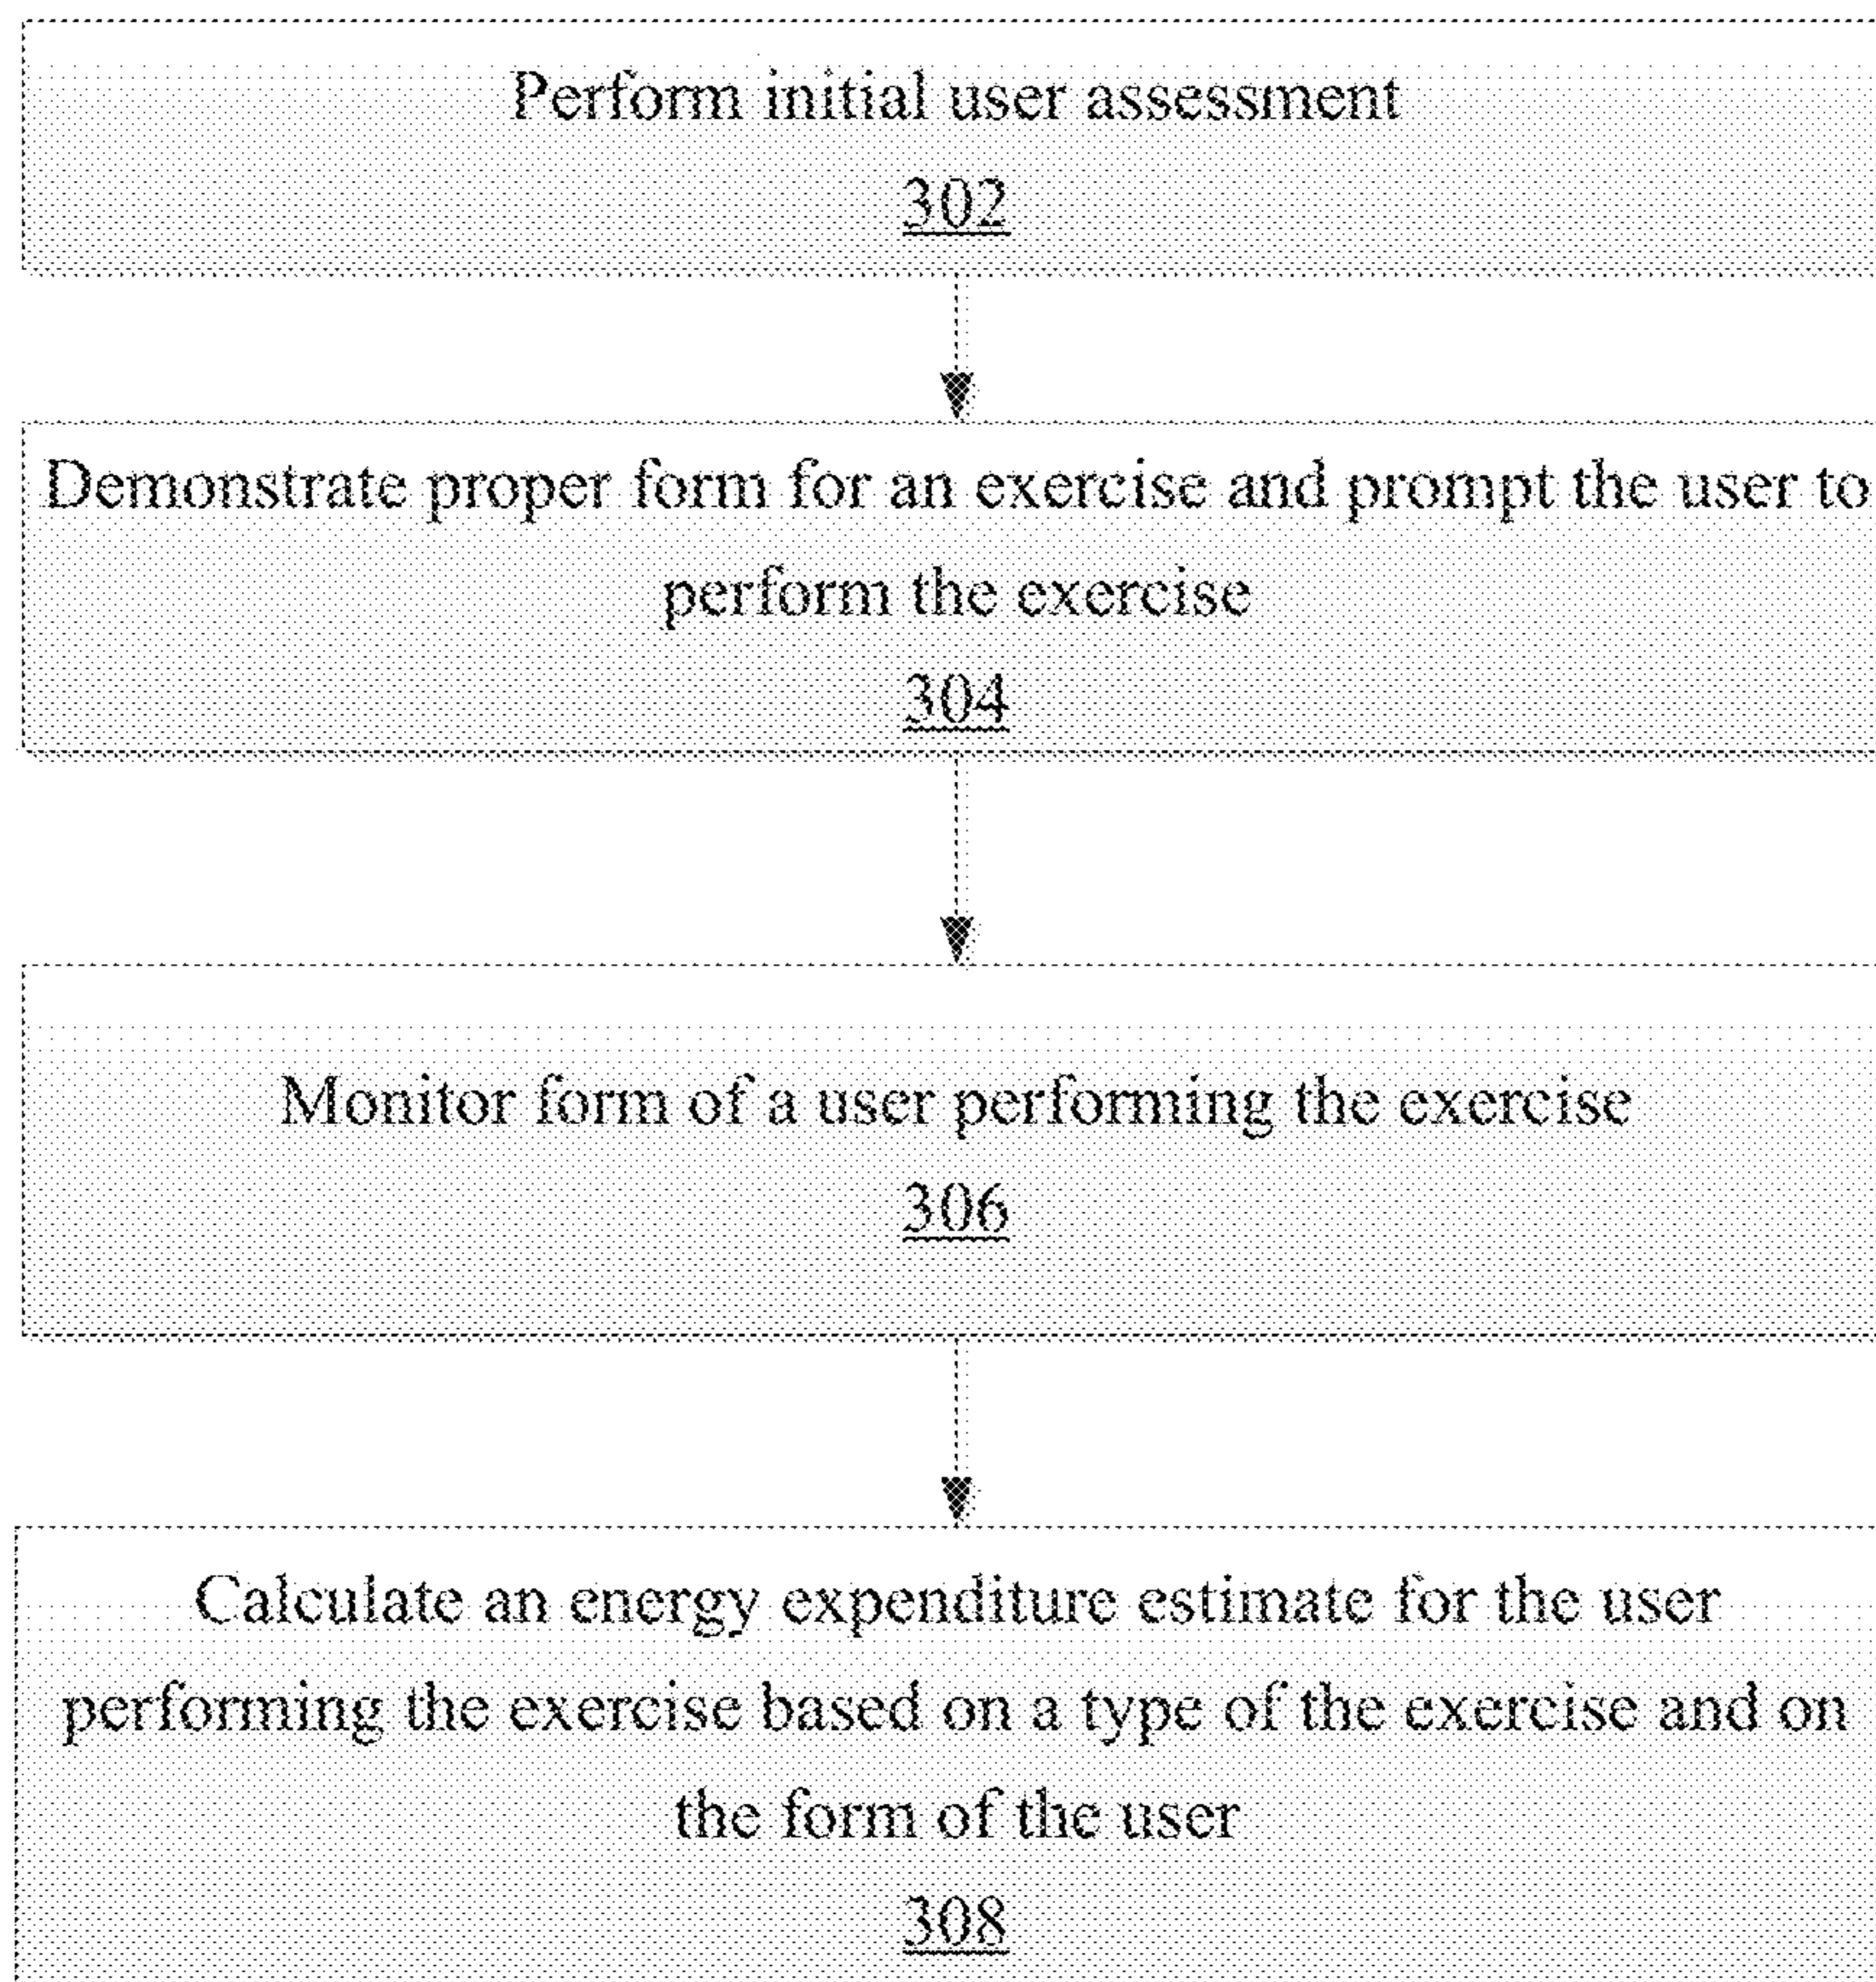 Perform initial user assessment
302
Demonstrate proper form for an exercise and prompt the user to
perform the exercise
304
Monitor form of a user performing the exercise
306
Calculate an energy expenditure estimate for the user
performing the exercise based on a type of the exercise and on
the form of the user
308